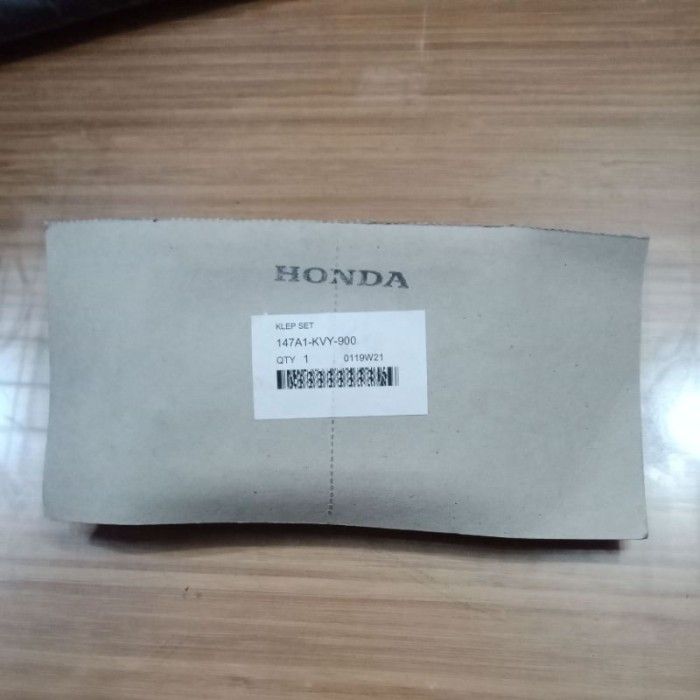 HONDA
KLEP SET
147A1-KVY-900
QTY 1 0119W21